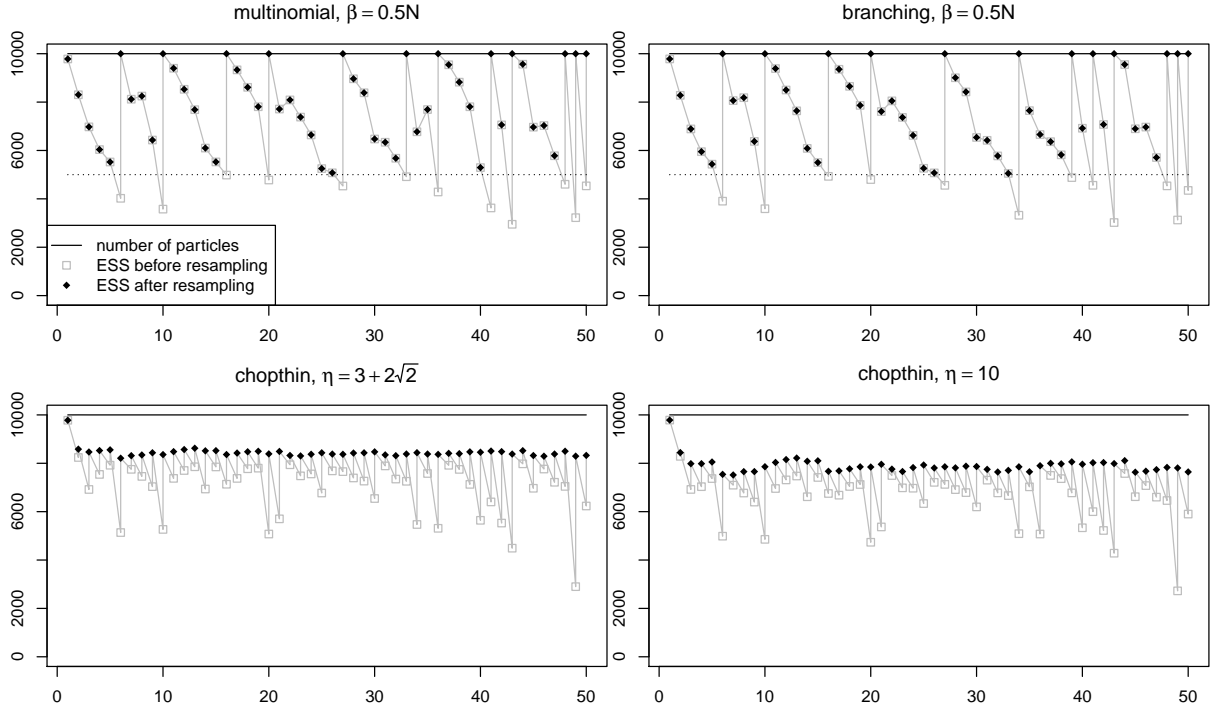 multinomial, β = 0.5N
10000
6000
2000
0
number of particles
ESS before resampling
ESS after resampling
0 10 20 30 40 50
branching, β = 0.5N
10000
6000
2000
0
0 10 20 30 40 50
chopthin, η = 3 + 2√2
10000
6000
2000
0
0 10 20 30 40 50
chopthin, η = 10
10000
6000
2000
0
0 10 20 30 40 50